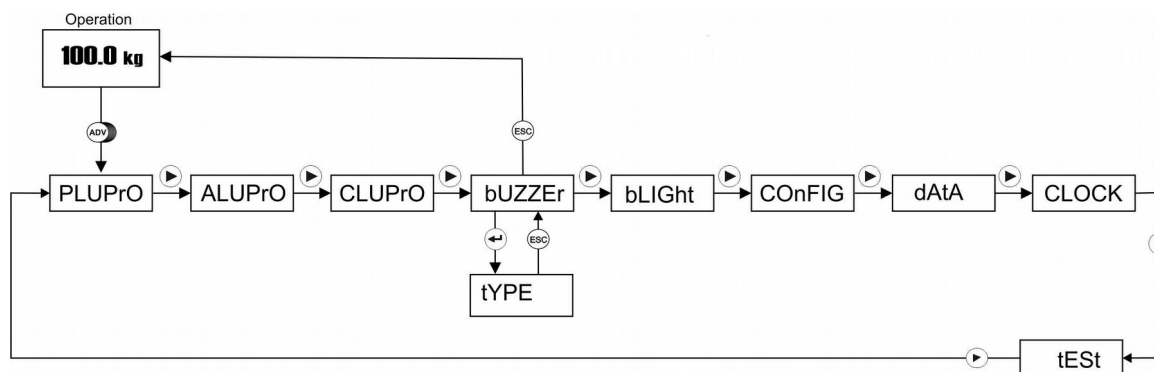 Operation
100.0 kg
ADV
ESC
PLUPrO
ALUPrO
CLUPrO
bUZZEr
bLIGht
COnFIG
dAtA
CLOCK
ESC
tYPE
tESt